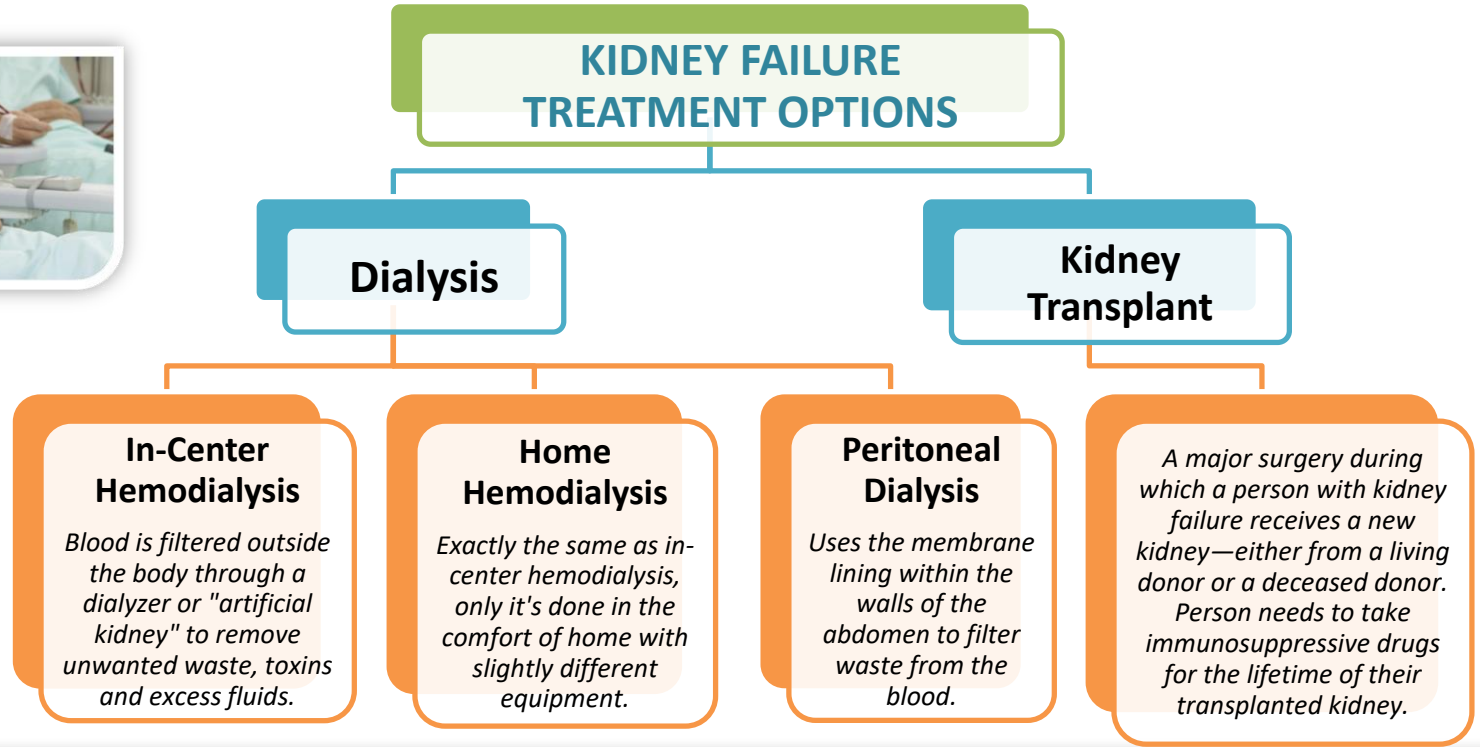 KIDNEY FAILURE
TREATMENT OPTIONS
Dialysis
Kidney
Transplant
In-Center
Hemodialysis
Blood is filtered outside
the body through a
dialyzer or "artificial
kidney" to remove
unwanted waste, toxins
and excess fluids.
Home
Hemodialysis
Exactly the same as in-
center hemodialysis,
only it's done in the
comfort of home with
slightly different
equipment.
Peritoneal
Dialysis
Uses the membrane
lining within the
walls of the
abdomen to filter
waste from the
blood.
A major surgery during
which a person with kidney
failure receives a new
kidney—either from a living
donor or a deceased donor.
Person needs to take
immunosuppressive drugs
for the lifetime of their
transplanted kidney.